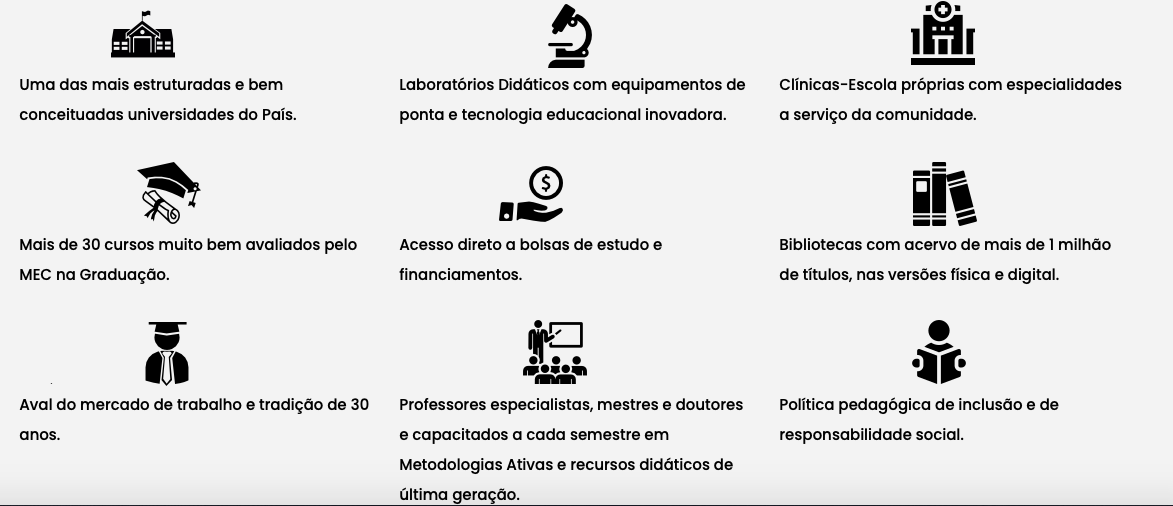 Uma das mais estruturadas e bem
conceituadas universidades do País.
Laboratórios Didáticos com equipamentos de
ponta e tecnologia educacional inovadora.
Clínicas-Escola próprias com especialidades
a serviço da comunidade.
Mais de 30 cursos muito bem avaliados pelo
MEC na Graduação.
Acesso direto a bolsas de estudo e
financiamentos.
Bibliotecas com acervo de mais de 1 milhão
de títulos, nas versões física e digital.
Aval do mercado de trabalho e tradição de 30
anos.
Professores especialistas, mestres e doutores
e capacitados a cada semestre em
Metodologias Ativas e recursos didáticos de
última geração.
Política pedagógica de inclusão e de
responsabilidade social.